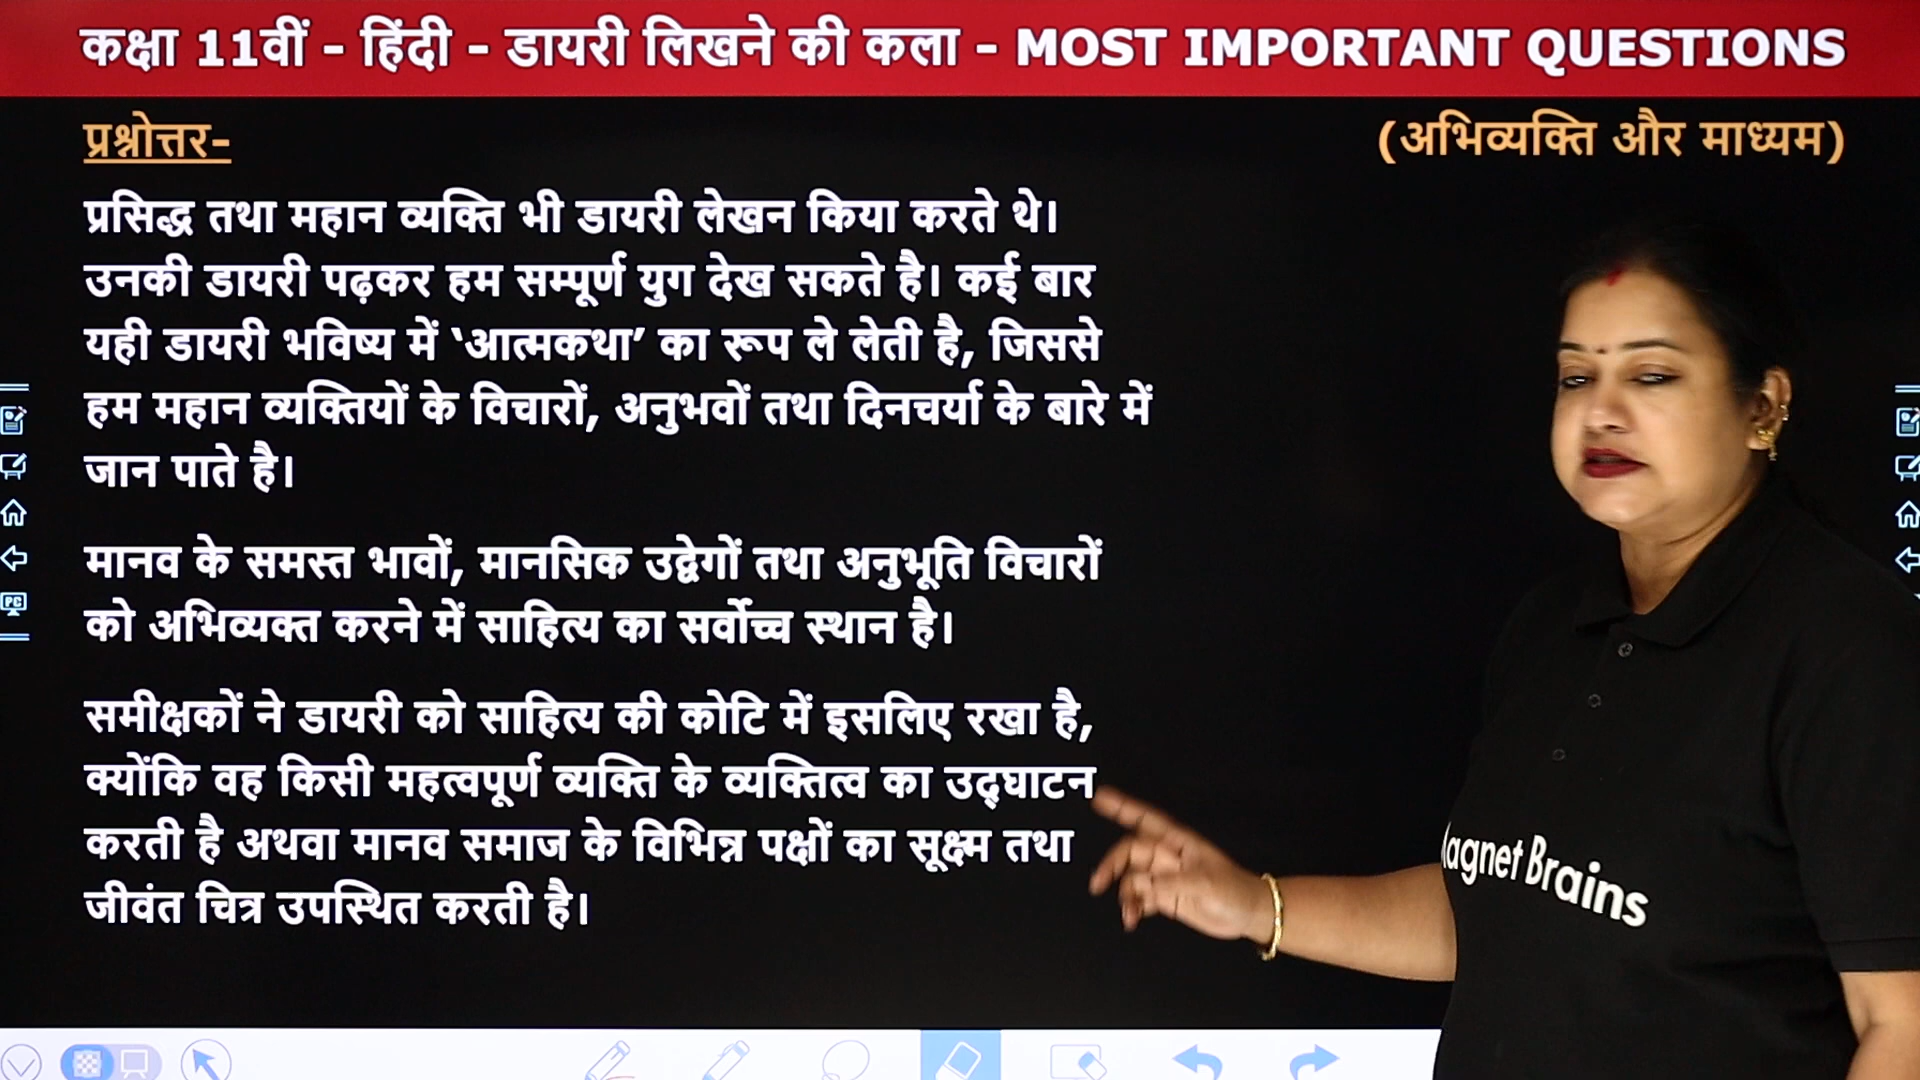 कक्षा 11वीं - हिंदी - डायरी लिखने की कला - MOST IMPORTANT QUESTIONS
प्रश्नोत्तर-
(अभिव्यक्ति और माध्यम)
प्रसिद्ध तथा महान व्यक्ति भी डायरी लेखन किया करते थे।
उनकी डायरी पढ़कर हम सम्पूर्ण युग देख सकते है। कई बार
यही डायरी भविष्य में ‘आत्मकथा’ का रूप ले लेती है, जिससे
हम महान व्यक्तियों के विचारों, अनुभवों तथा दिनचर्या के बारे में
जान पाते है।
मानव के समस्त भावों, मानसिक उद्वेगों तथा अनुभूति विचारों
को अभिव्यक्त करने में साहित्य का सर्वोच्च स्थान है।
समीक्षकों ने डायरी को साहित्य की कोटि में इसलिए रखा है,
क्योंकि वह किसी महत्वपूर्ण व्यक्ति के व्यक्तित्व का उद्‌घाटन
करती है अथवा मानव समाज के विभिन्न पक्षों का सूक्ष्म तथा
जीवंत चित्र उपस्थित करती है।
PC
Brains